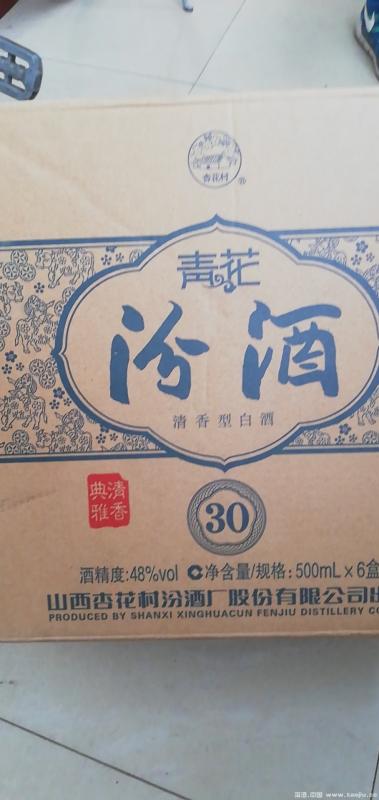 杏花村
®
青花
汾酒
清香型白酒
清香
典雅
30
酒精度:48%vol 净含量/规格:500mL×6盒
山西杏花村汾酒厂股份有限公司出
PRODUCED BY SHANXI XINGHUACUN FENJIU DISTILLERY CO